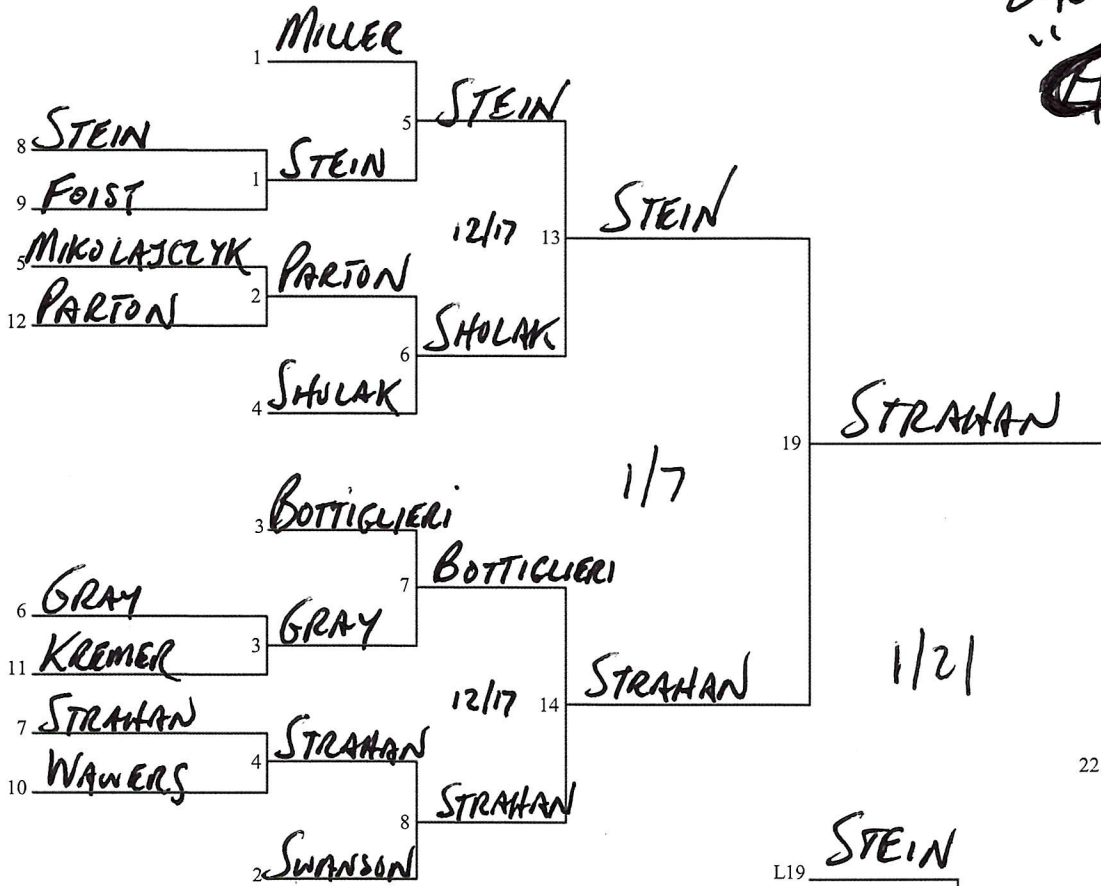 1 MILLER
5 STEIN
8 STEIN
1 STEIN
9 FOIST
12/17
13 STEIN
5 MIKOLAJCZYK
2 PARTON
12 PARTON
6 SHOLAK
4 SHOLAK
19 STRAHAN
1/7
3 BOTTIGLIERI
7 BOTTIGLIERI
6 GRAY
3 GRAY
11 KREMER
1/21
12/17
14 STRAHAN
7 STRAHAN
4 STRAHAN
10 WAWERS
22
8 STRAHAN
2 SWANSON
L19 STEIN